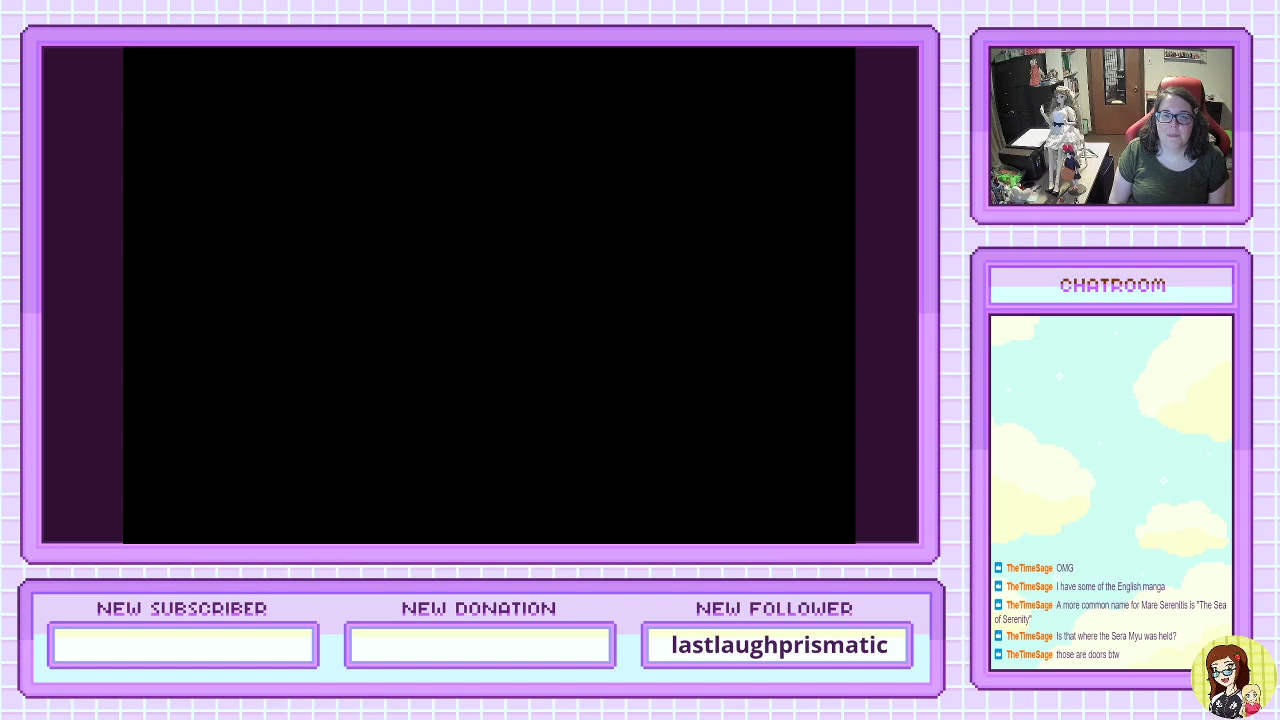 CHATROOM
TheTimeSage OMG
TheTimeSage I have some of the English manga
TheTimeSage A more common name for Mare Serenitis is "The Sea
of Serenity"
TheTimeSage Is that where the Sera Myu was held?
TheTimeSage those are doors btw
NEW SUBSCRIBER
NEW DONATION
NEW FOLLOWER
lastlaughprismatic